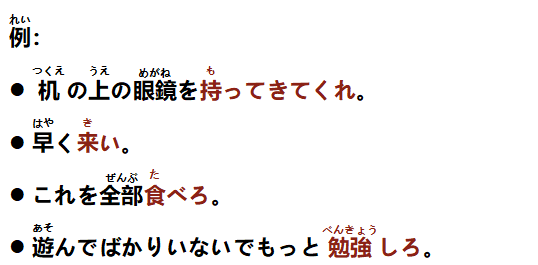 例:
● 机の上の眼鏡を持ってきてくれ。
● 早く来い。
● これを全部食べろ。
● 遊んでばかりいないでもっと勉強しろ。